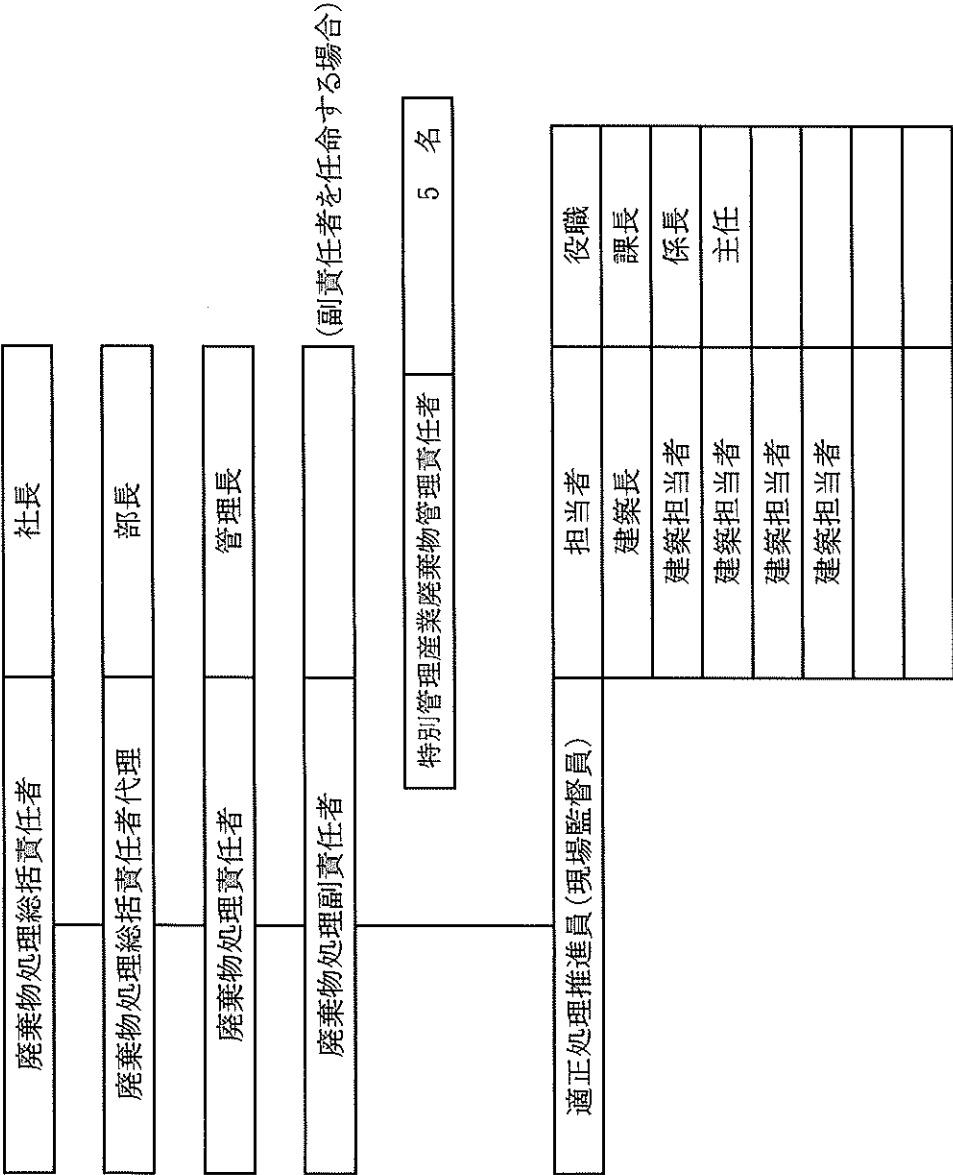 廃棄物処理総括責任者 社長
廃棄物処理総括責任者代理 部長
廃棄物処理責任者 管理長
廃棄物処理副責任者 (副責任者を任命する場合)
特別管理産業廃棄物管理責任者 5 名
適正処理推進員(現場監督員) 担当者 役職
建築長 課長
建築担当者 係長
建築担当者 主任
建築担当者
建築担当者